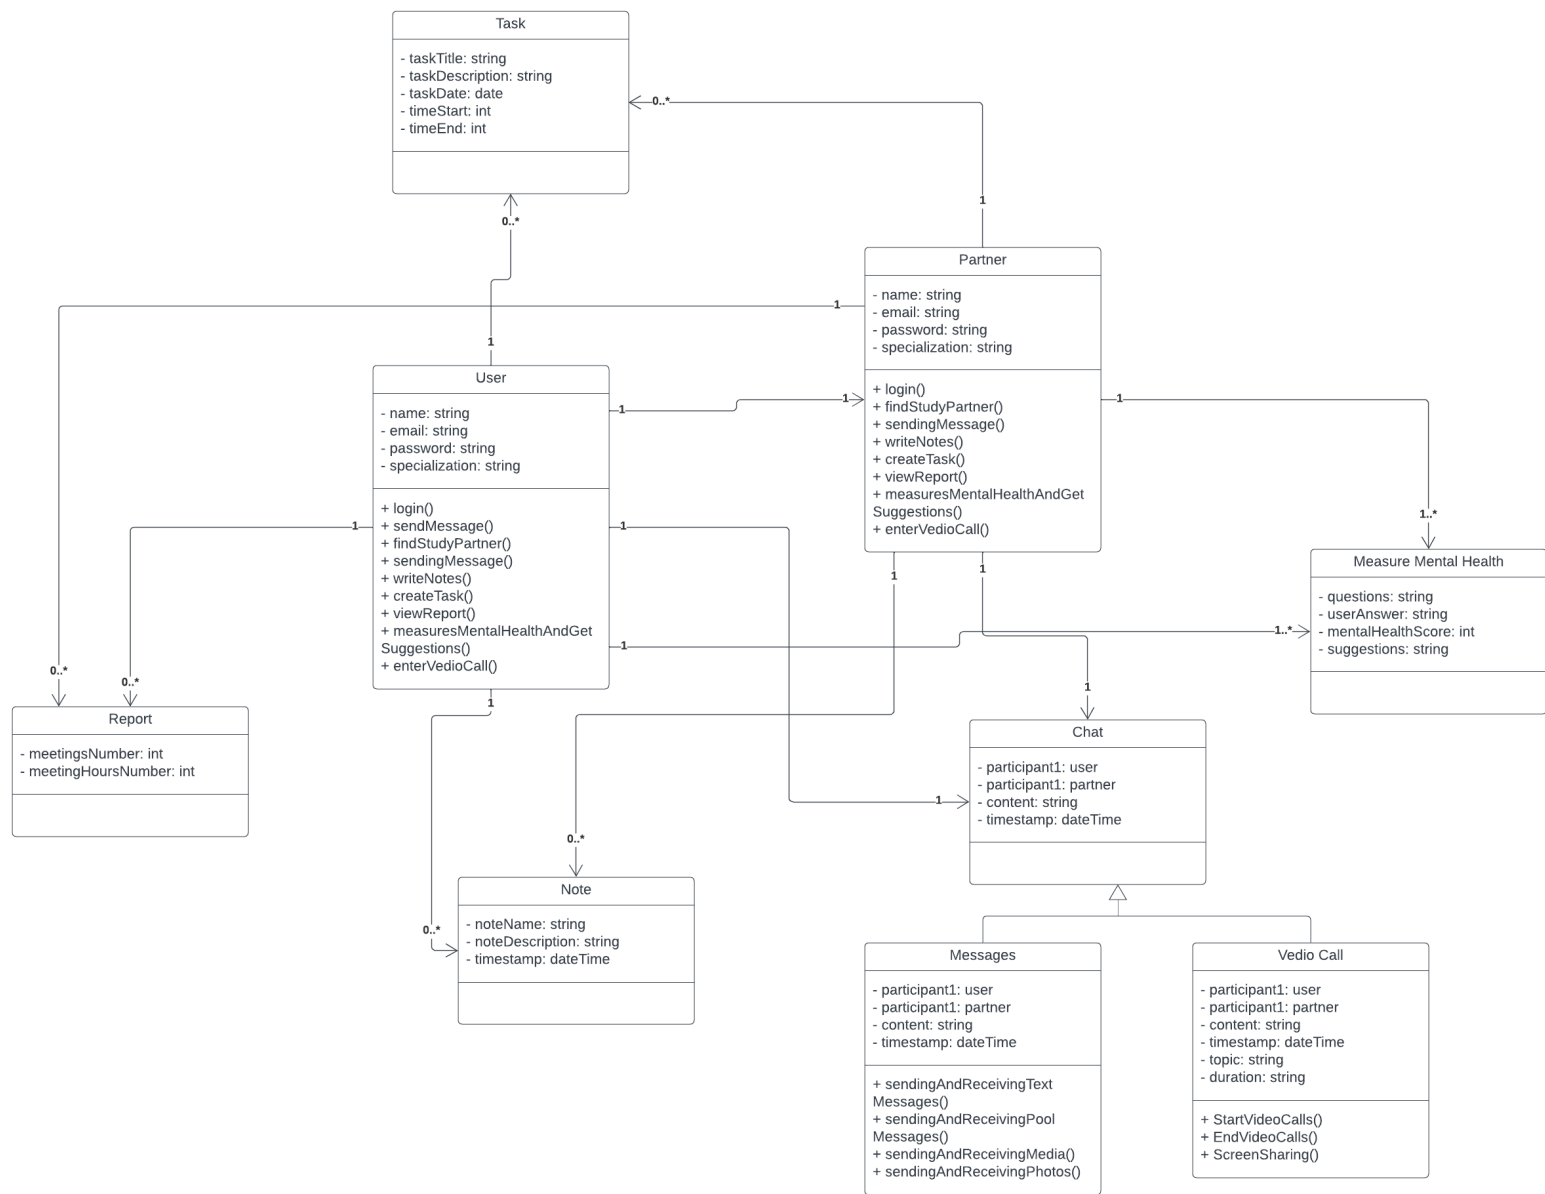 Task
- taskTitle: string
- taskDescription: string
- taskDate: date
- timeStart: int
- timeEnd: int
0..*
0..*
1
1
Partner
- name: string
- email: string
- password: string
- specialization: string
+ login()
+ findStudyPartner()
+ sendingMessage()
+ writeNotes()
+ createTask()
+ viewReport()
+ measuresMentalHealthAndGet
Suggestions()
+ enterVedioCall()
1
1
User
- name: string
- email: string
- password: string
- specialization: string
+ login()
+ sendMessage()
+ findStudyPartner()
+ sendingMessage()
+ writeNotes()
+ createTask()
+ viewReport()
+ measuresMentalHealthAndGet
Suggestions()
+ enterVedioCall()
1
1
1
1
1
1..*
1
1
1
1..*
Measure Mental Health
- questions: string
- userAnswer: string
- mentalHealthScore: int
- suggestions: string
0..*
0..*
Report
- meetingsNumber: int
- meetingHoursNumber: int
1
1
Chat
- participant1: user
- participant1: partner
- content: string
- timestamp: dateTime
1
0..*
0..*
Note
- noteName: string
- noteDescription: string
- timestamp: dateTime
Messages
- participant1: user
- participant1: partner
- content: string
- timestamp: dateTime
+ sendingAndReceivingText
Messages()
+ sendingAndReceivingPool
Messages()
+ sendingAndReceivingMedia()
+ sendingAndReceivingPhotos()
Vedio Call
- participant1: user
- participant1: partner
- content: string
- timestamp: dateTime
- topic: string
- duration: string
+ StartVideoCalls()
+ EndVideoCalls()
+ ScreenSharing()